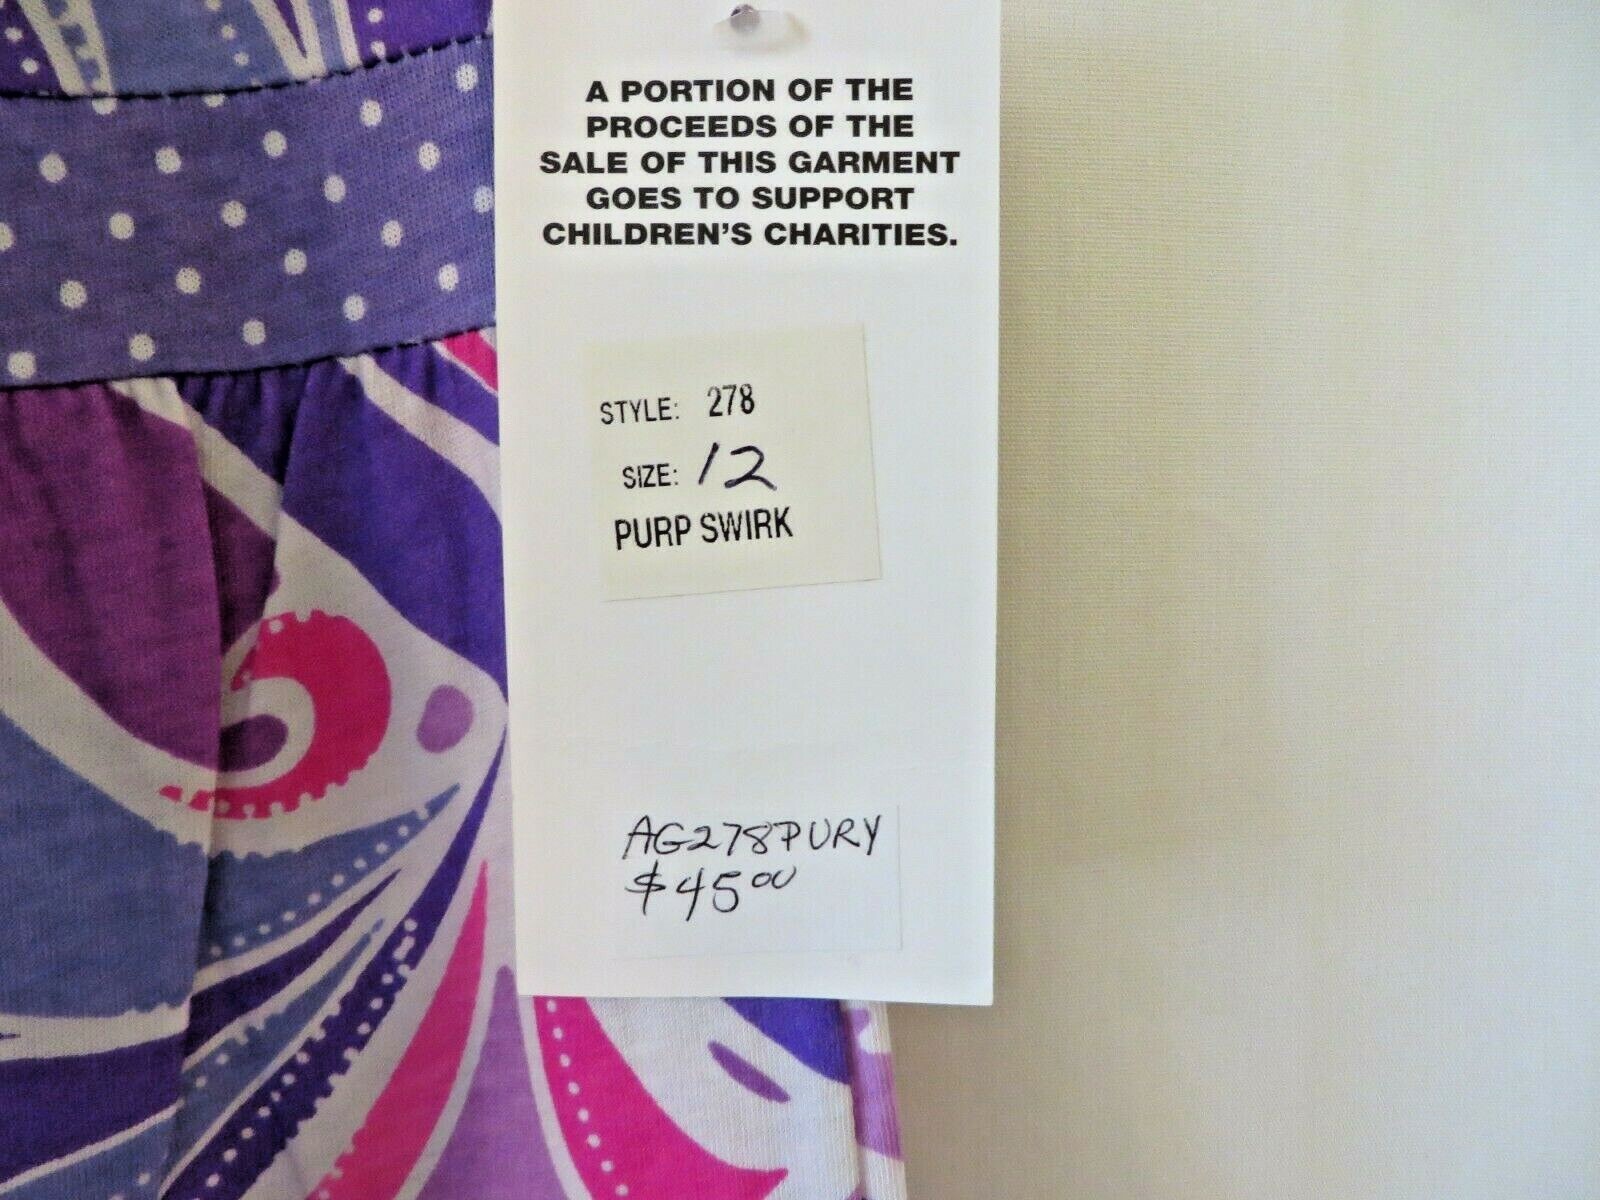 A PORTION OF THE
PROCEEDS OF THE
SALE OF THIS GARMENT
GOES TO SUPPORT
CHILDREN'S CHARITIES.
STYLE: 278
SIZE: 12
PURP SWIRK
AG278PURY
$45.00